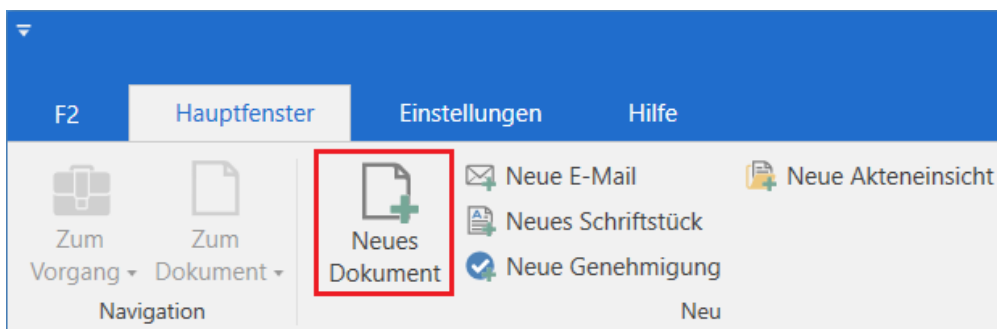 F2 Hauptfenster Einstellungen Hilfe
Zum Vorgang
Zum Dokument
Navigation
Neues Dokument
Neue E-Mail
Neues Schriftstück
Neue Genehmigung
Neue Akteneinsicht
Neu